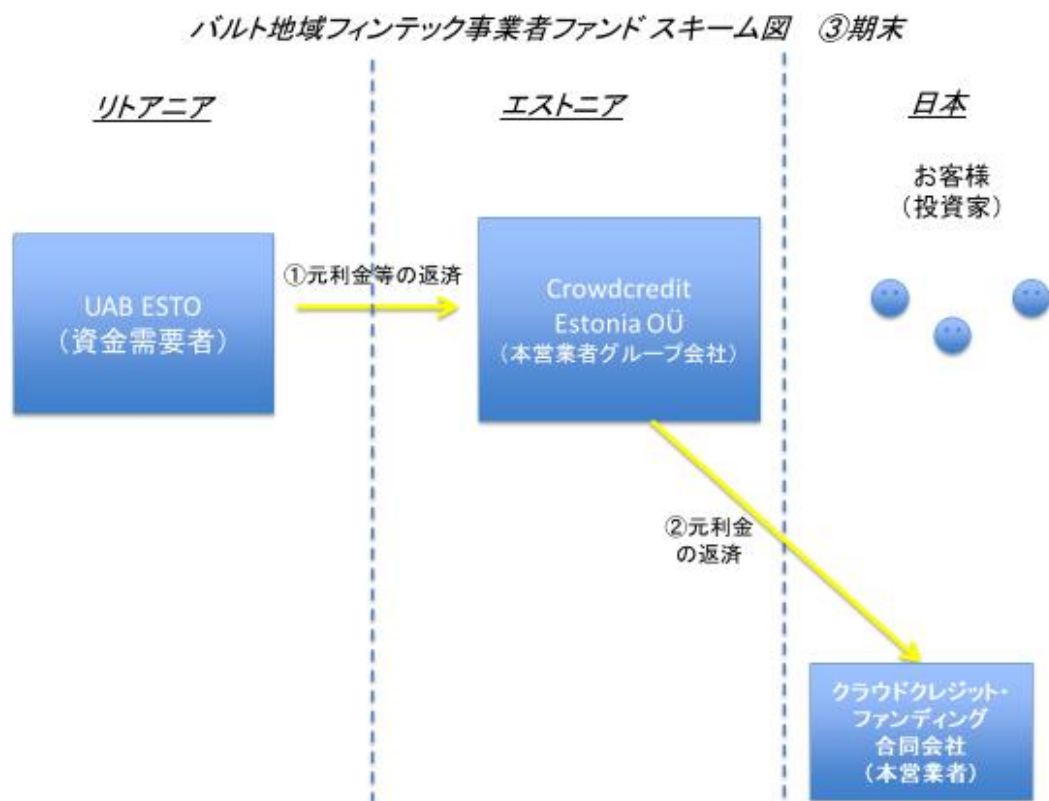 バルト地域フィンテック事業者ファンド スキーム図　③期末
リトアニア
エストニア
日本
お客様
（投資家）
UAB ESTO
（資金需要者）
①元利金等の返済
Crowdcredit
Estonia OÜ
（本営業者グループ会社）
②元利金
の返済
クラウドクレジット・
ファンディング
合同会社
（本営業者）